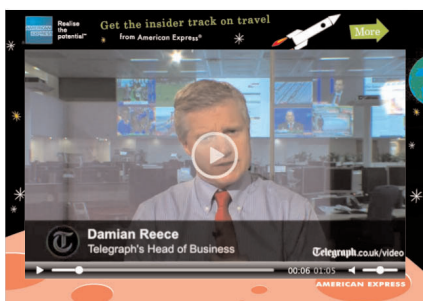 AMERICAN EXPRESS
Realise the potential™
Get the insider track on travel
from American Express®
More
Damian Reece
Telegraph's Head of Business
Telegraph.co.uk/video
00:06 01:05
AMERICAN EXPRESS